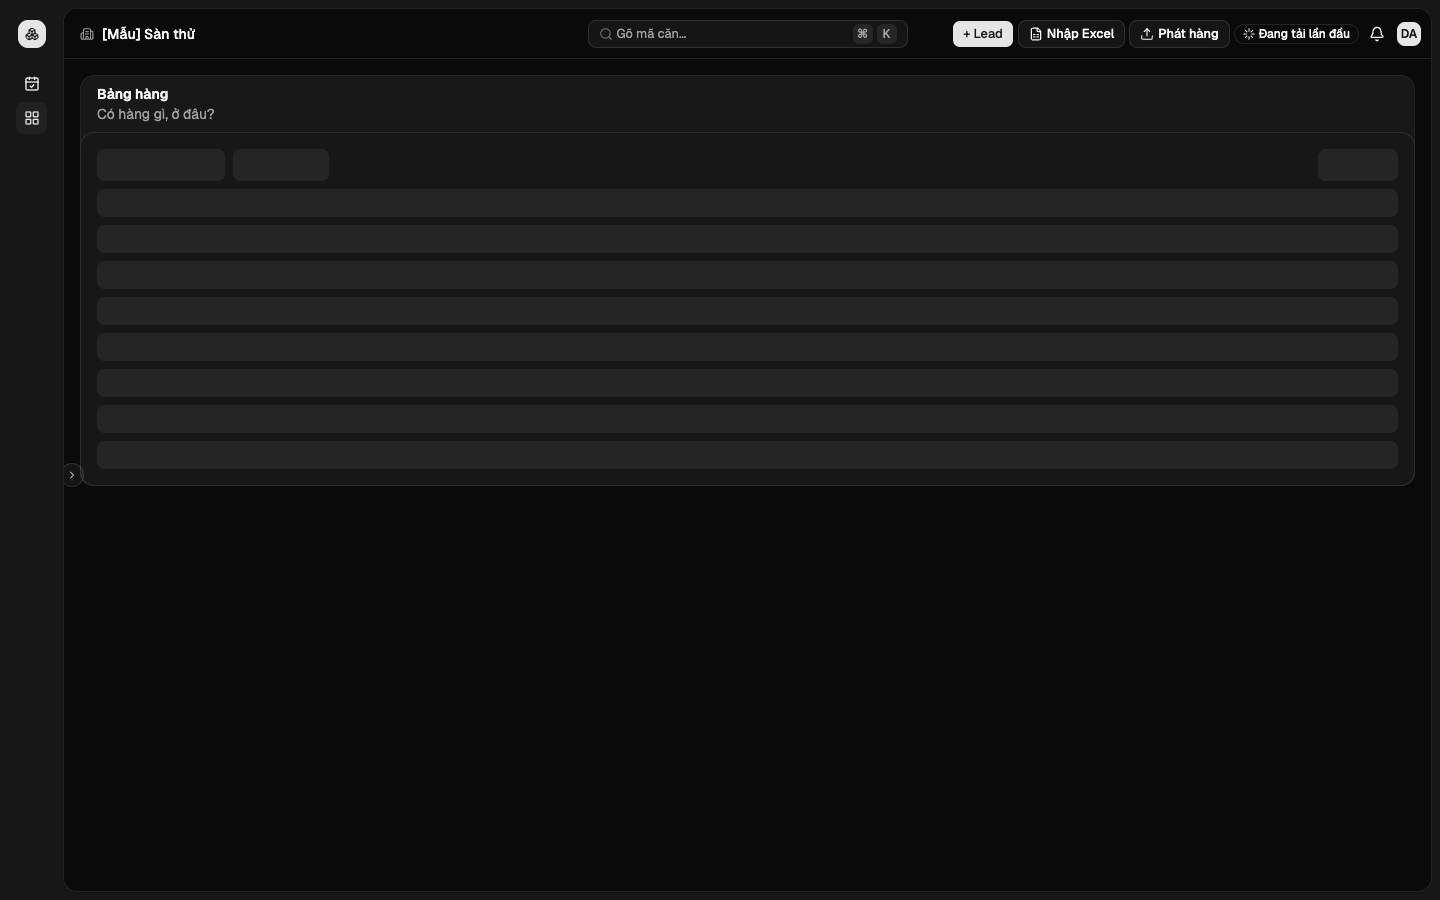 [Mẫu] Sàn thử
Gõ mã căn...
⌘ K
+ Lead
Nhập Excel
Phát hàng
Đang tải lần đầu
DA
Bảng hàng
Có hàng gì, ở đâu?